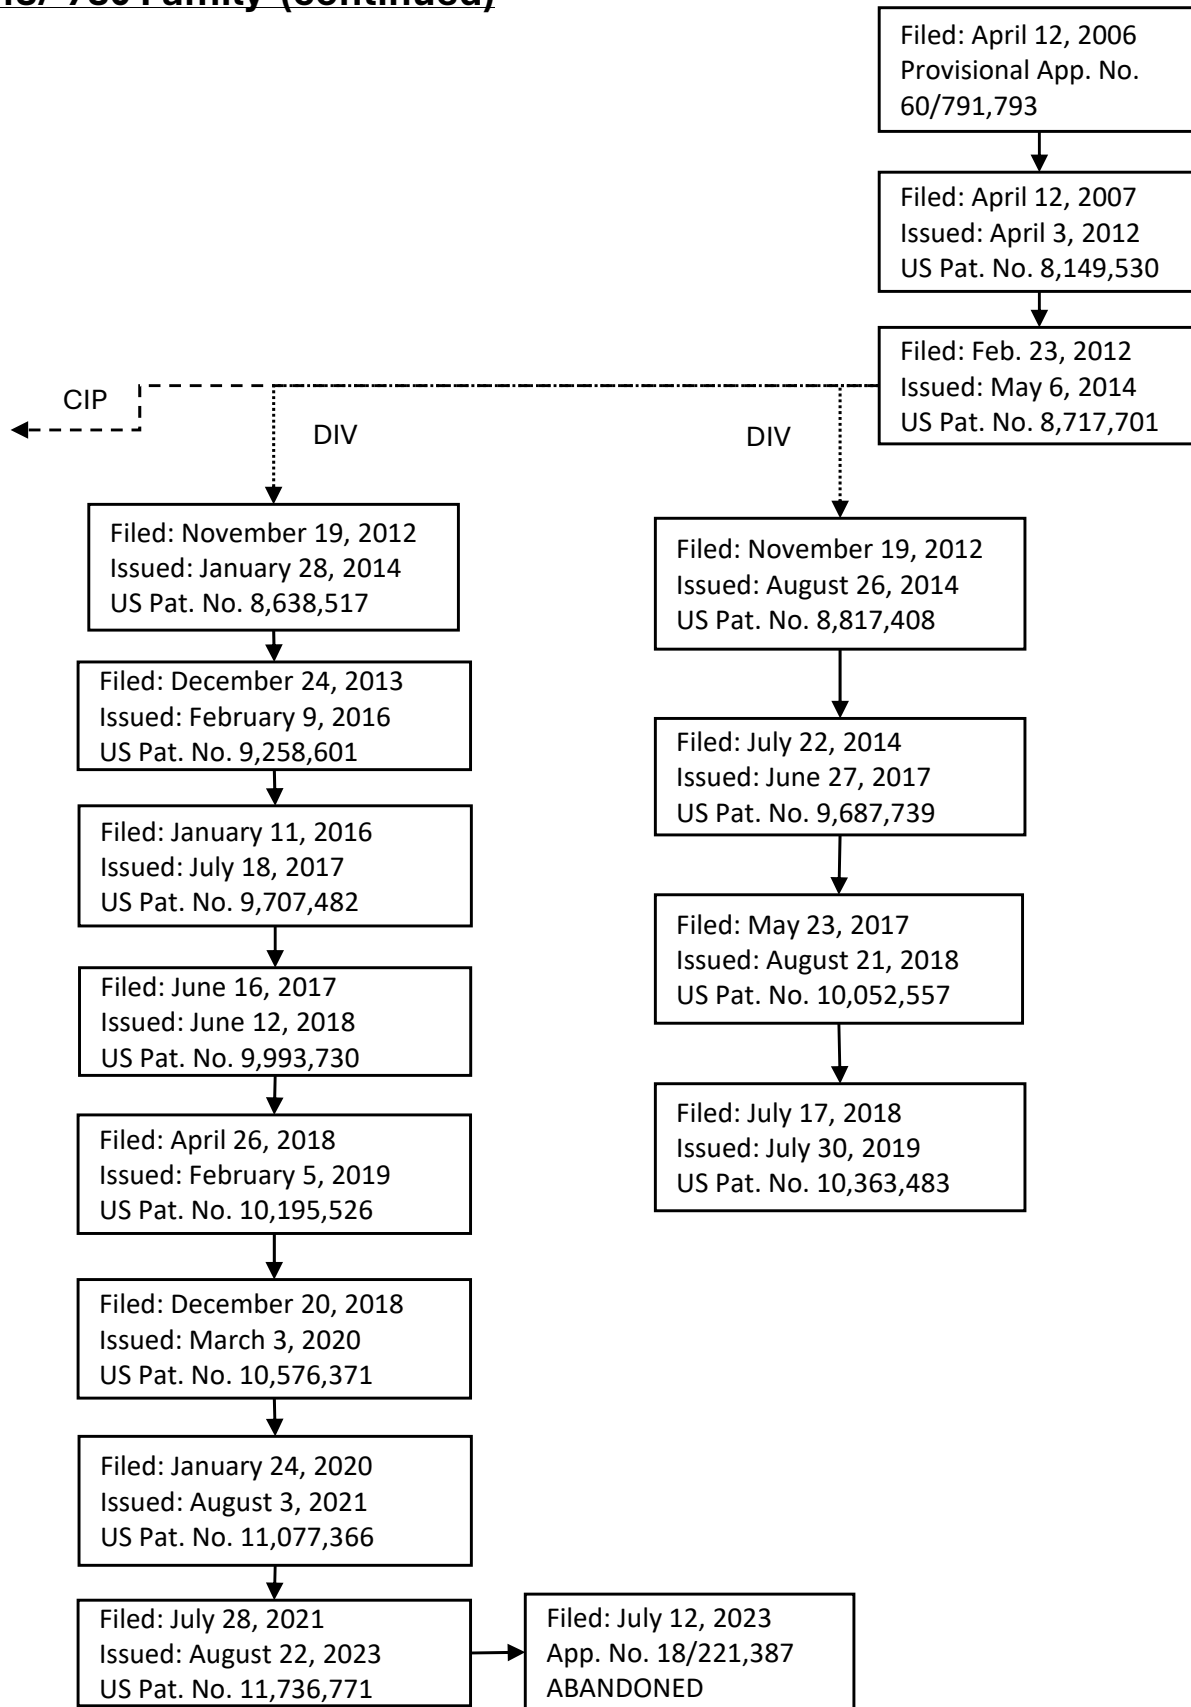 Family (continued)
Filed: April 12, 2006
Provisional App. No.
60/791,793
Filed: April 12, 2007
Issued: April 3, 2012
US Pat. No. 8,149,530
Filed: Feb. 23, 2012
Issued: May 6, 2014
US Pat. No. 8,717,701
CIP
DIV
DIV
Filed: November 19, 2012
Issued: January 28, 2014
US Pat. No. 8,638,517
Filed: December 24, 2013
Issued: February 9, 2016
US Pat. No. 9,258,601
Filed: January 11, 2016
Issued: July 18, 2017
US Pat. No. 9,707,482
Filed: June 16, 2017
Issued: June 12, 2018
US Pat. No. 9,993,730
Filed: April 26, 2018
Issued: February 5, 2019
US Pat. No. 10,195,526
Filed: December 20, 2018
Issued: March 3, 2020
US Pat. No. 10,576,371
Filed: January 24, 2020
Issued: August 3, 2021
US Pat. No. 11,077,366
Filed: July 28, 2021
Issued: August 22, 2023
US Pat. No. 11,736,771
Filed: July 12, 2023
App. No. 18/221,387
ABANDONED
Filed: November 19, 2012
Issued: August 26, 2014
US Pat. No. 8,817,408
Filed: July 22, 2014
Issued: June 27, 2017
US Pat. No. 9,687,739
Filed: May 23, 2017
Issued: August 21, 2018
US Pat. No. 10,052,557
Filed: July 17, 2018
Issued: July 30, 2019
US Pat. No. 10,363,483